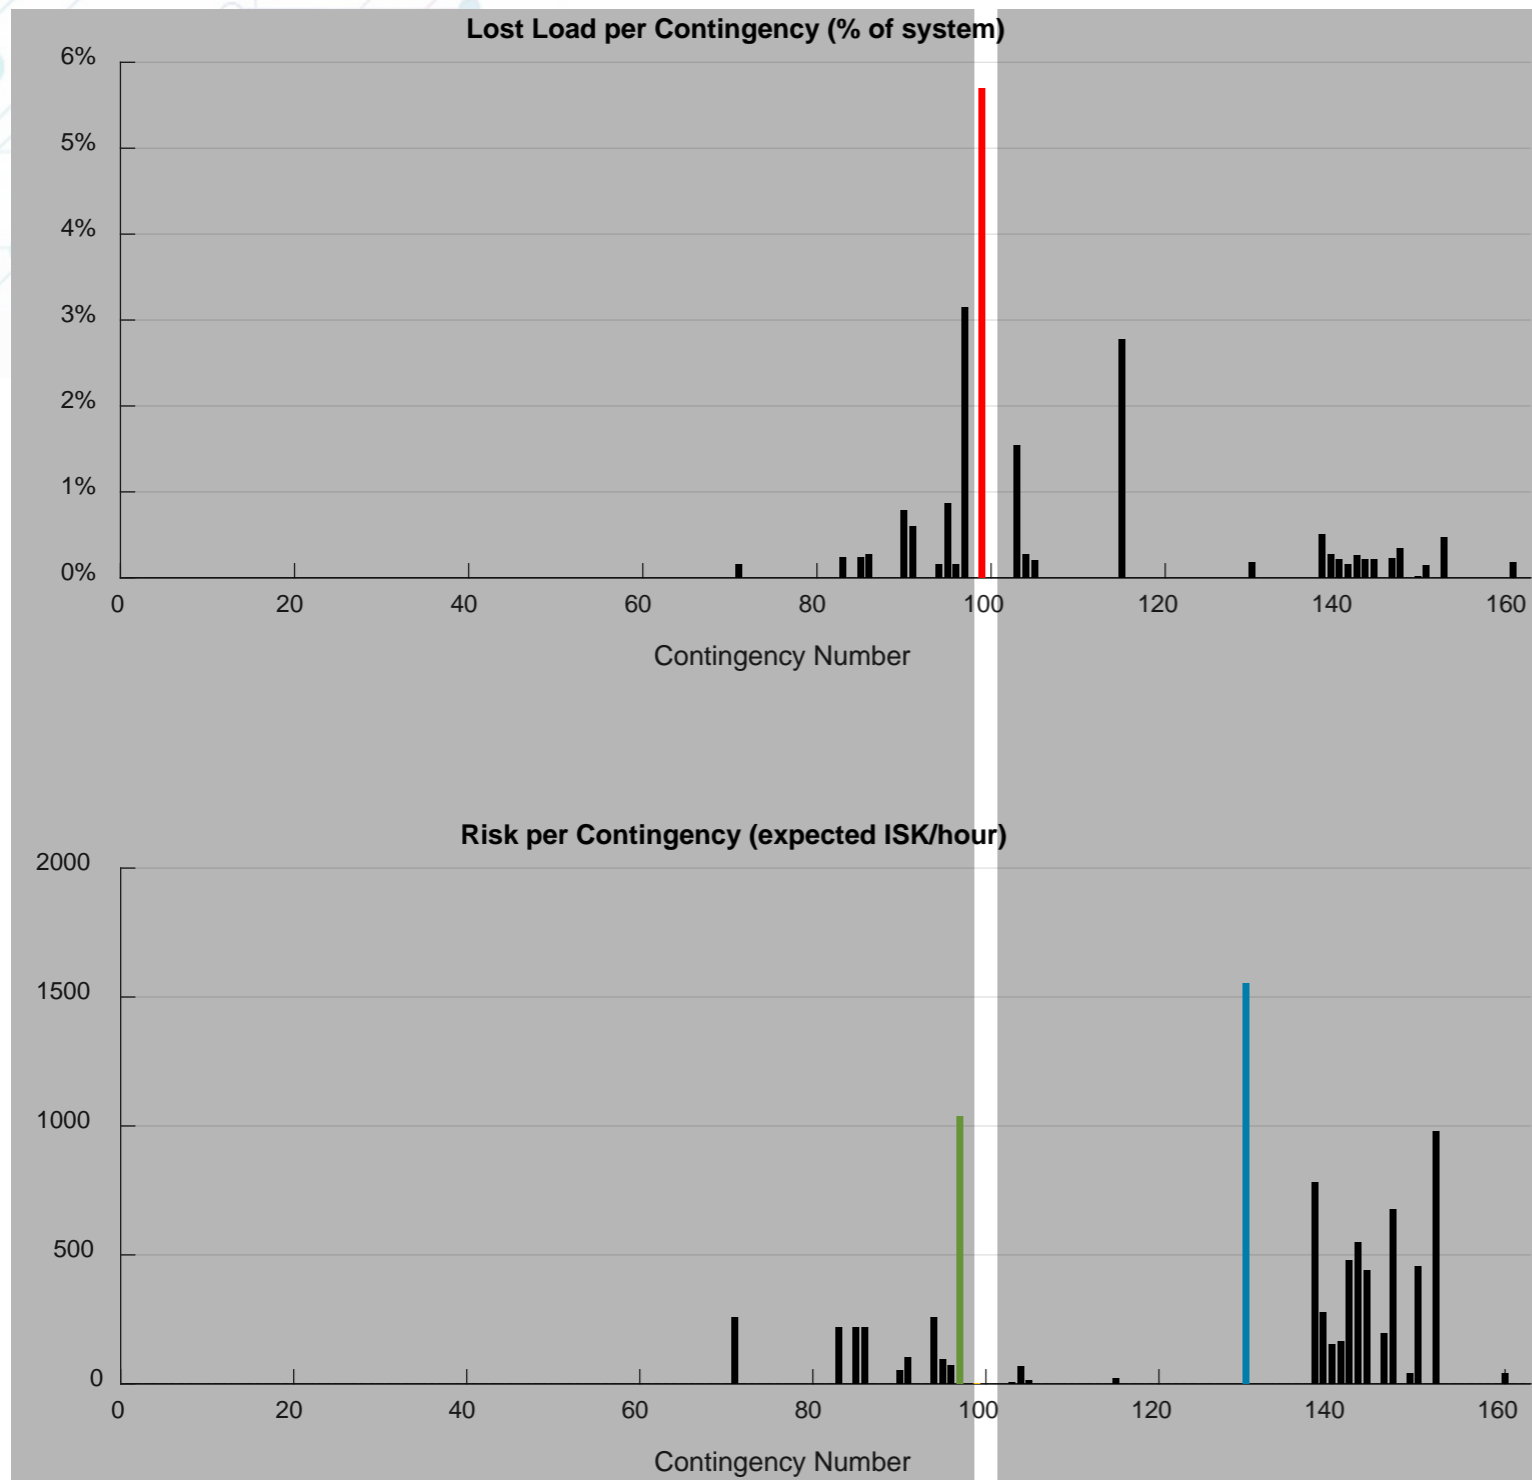 Lost Load per Contingency (% of system)
6%
5%
4%
3%
2%
1%
0%
0 20 40 60 80 100 120 140 160
Contingency Number
Risk per Contingency (expected ISK/hour)
2000
1500
1000
500
0
0 20 40 60 80 100 120 140 160
Contingency Number